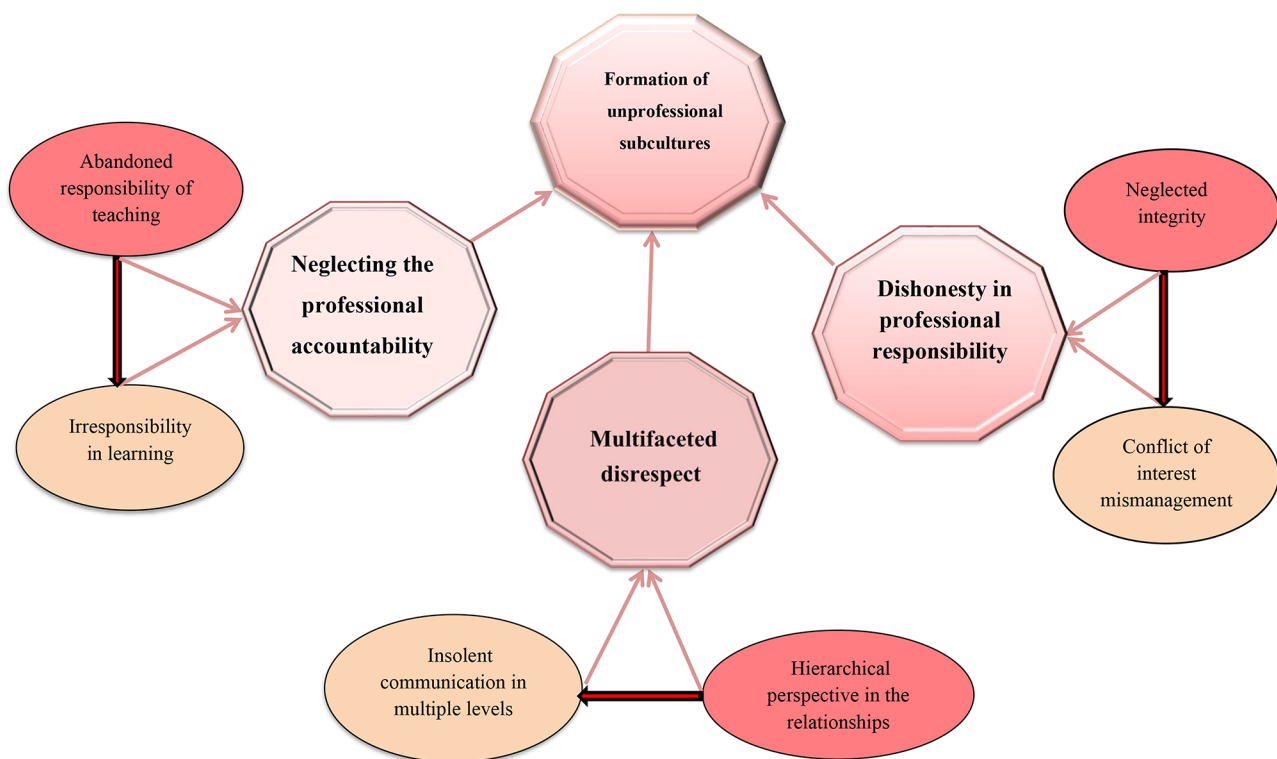 Formation of
unprofessional
subcultures
Abandoned
responsibility of
teaching
Neglecting the
professional
accountability
Irresponsibility
in learning
Neglected
integrity
Dishonesty in
professional
responsibility
Conflict of
interest
mismanagement
Multifaceted
disrespect
Insolent
communication in
multiple levels
Hierarchical
perspective in the
relationships